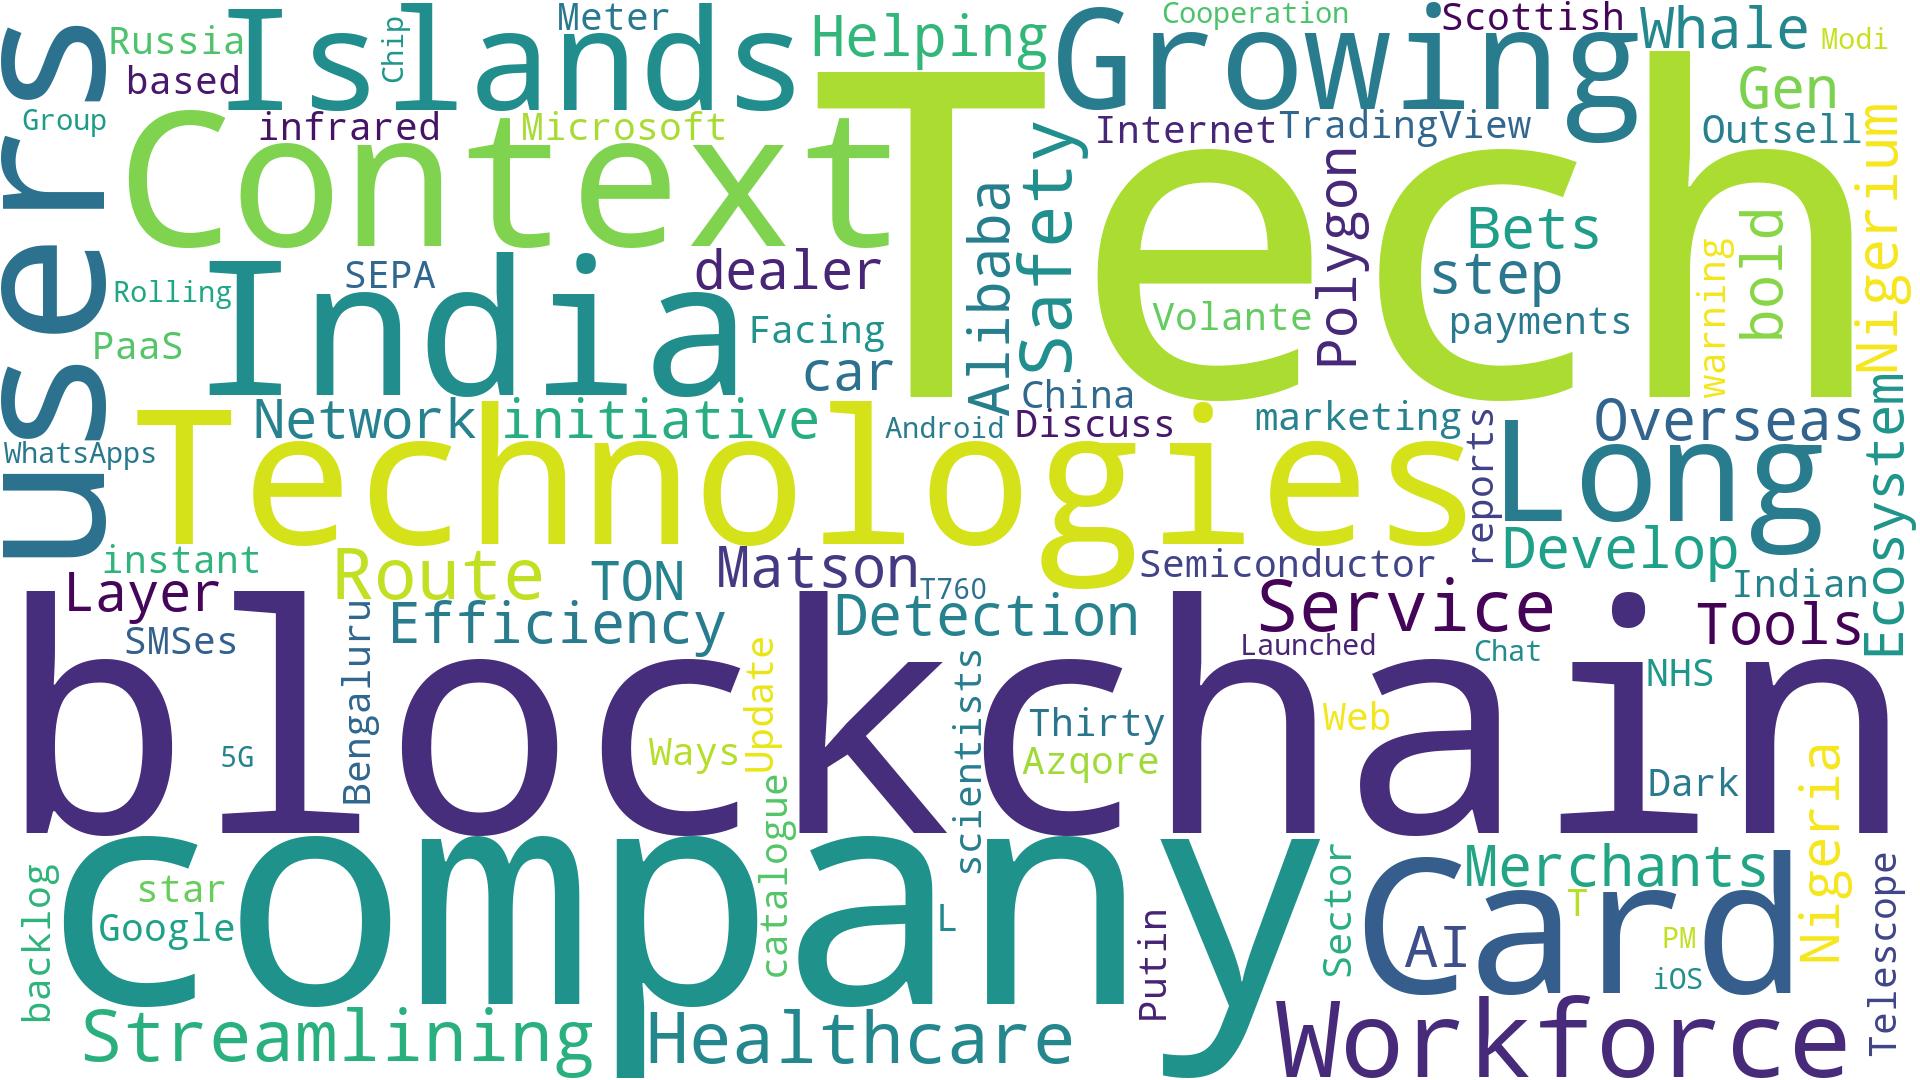 users
Russia
Islands
Chip
Meter
Helping
Growing
Cooperation
Scottish
Whale
Modi
based
Group
infrared
Microsoft
Context
Tech
Internet
TradingView
Gen
Outsell
Nigerium
Safety
Alibaba
Polygon
Bets
step
bold
warning
SEPA
dealer
Rolling
India
Volante
payments
PaaS
Facing
car
China
Network
initiative
Android
Discuss
marketing
reports
Overseas
Long
Ecosystem
WhatsApps
Technologies
instant
Route
TON
Matson
T760
Semiconductor
Develop
Indian
Layer
Efficiency
Detection
Service
Tools
SMSes
Bengaluru
Launched
Chat
NHS
blockchain
5G
Ways
Update
scientists
Thirty
Azqore
Web
Dark
Nigeria
company
catalogue
backlog
star
Google
L
Putin
Sector
Merchants
Card
T
AI
PM
iOS
Telescope
Streamlining
Healthcare
Workforce